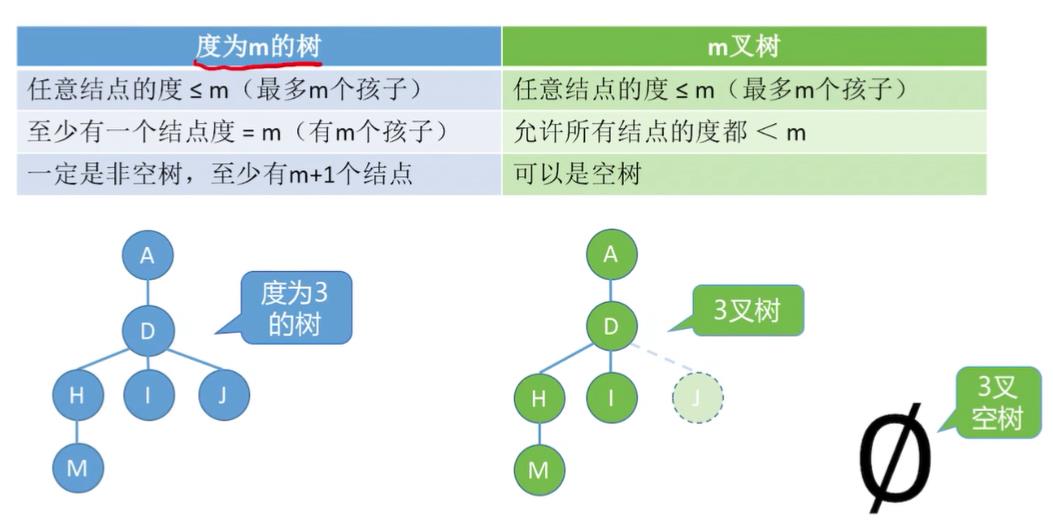 度为m的树
m叉树
任意结点的度 ≤ m（最多m个孩子）
任意结点的度 ≤ m（最多m个孩子）
至少有一个结点度 = m（有m个孩子）
允许所有结点的度都 < m
一定是非空树，至少有m+1个结点
可以是空树
A
D
H
I
J
M
度为3
的树
A
D
H
I
J
M
3叉树
Ø
3叉
空树